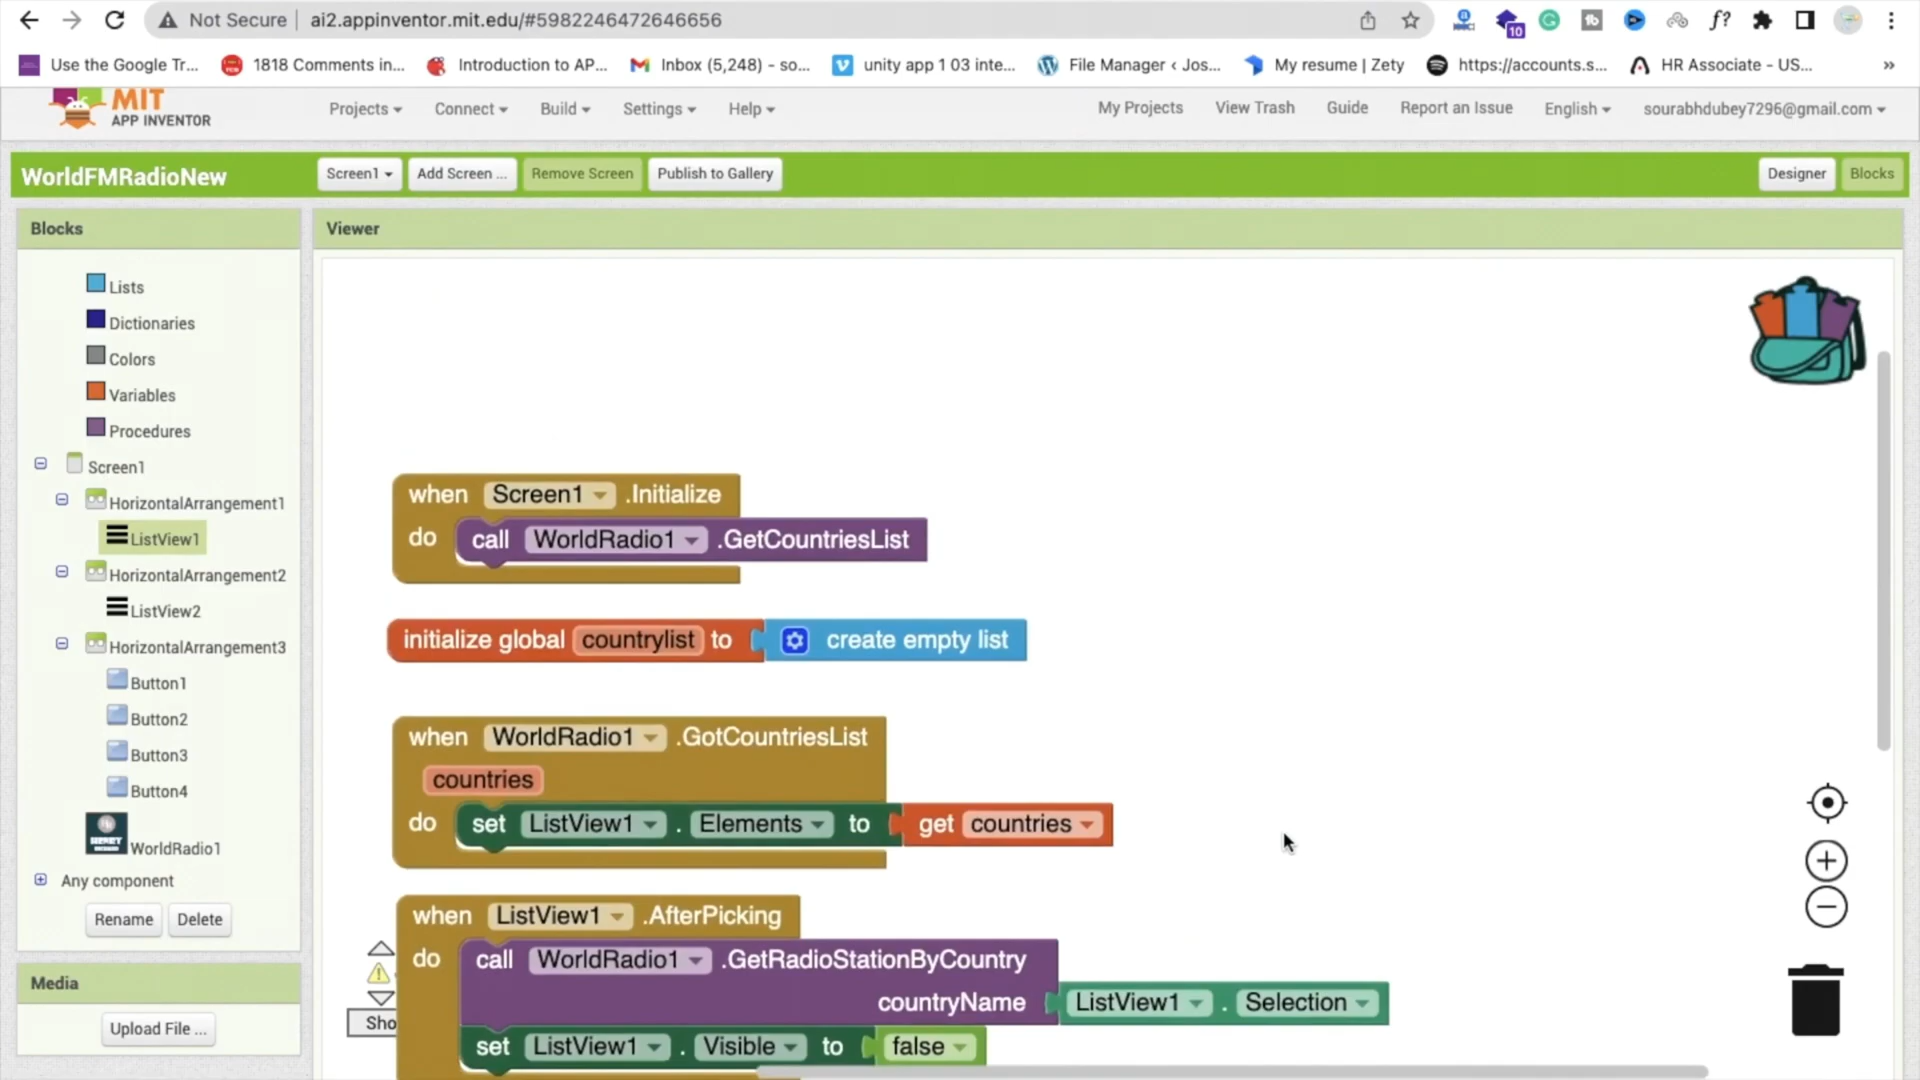 Not Secure ai2.appinventor.mit.edu/#5982246472646656
10
Use the Google Tr... 1818 Comments in... Introduction to AP... Inbox (5,248) - so... unity app 1 03 inte... File Manager ‹ Jos... My resume | Zety https://accounts.s... HR Associate - US... »
MIT
APP INVENTOR
Projects Connect Build Settings Help My Projects View Trash Guide Report an Issue English sourabhdubey7296@gmail.com
WorldFMRadioNew Screen1 Add Screen ... Remove Screen Publish to Gallery Designer Blocks
Blocks
Viewer
Lists
Dictionaries
Colors
Variables
Procedures
Screen1
HorizontalArrangement1
ListView1
HorizontalArrangement2
ListView2
HorizontalArrangement3
Button1
Button2
Button3
Button4
WorldRadio1
Any component
Rename Delete
Media
Upload File ...
when Screen1 .Initialize
do call WorldRadio1 .GetCountriesList
initialize global countrylist to create empty list
when WorldRadio1 .GotCountriesList
countries
do set ListView1 . Elements to get countries
when ListView1 .AfterPicking
do call WorldRadio1 .GetRadioStationByCountry
countryName ListView1 . Selection
Sho
set ListView1 . Visible to false